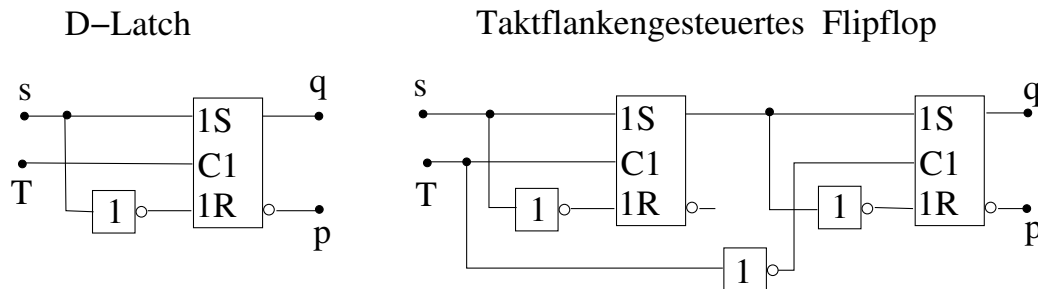 D–Latch
Taktflankengesteuertes Flipflop
s
q
1S
T
C1
1
1R
p
s
q
1S
1S
T
C1
C1
1
1R
1
1R
p
1